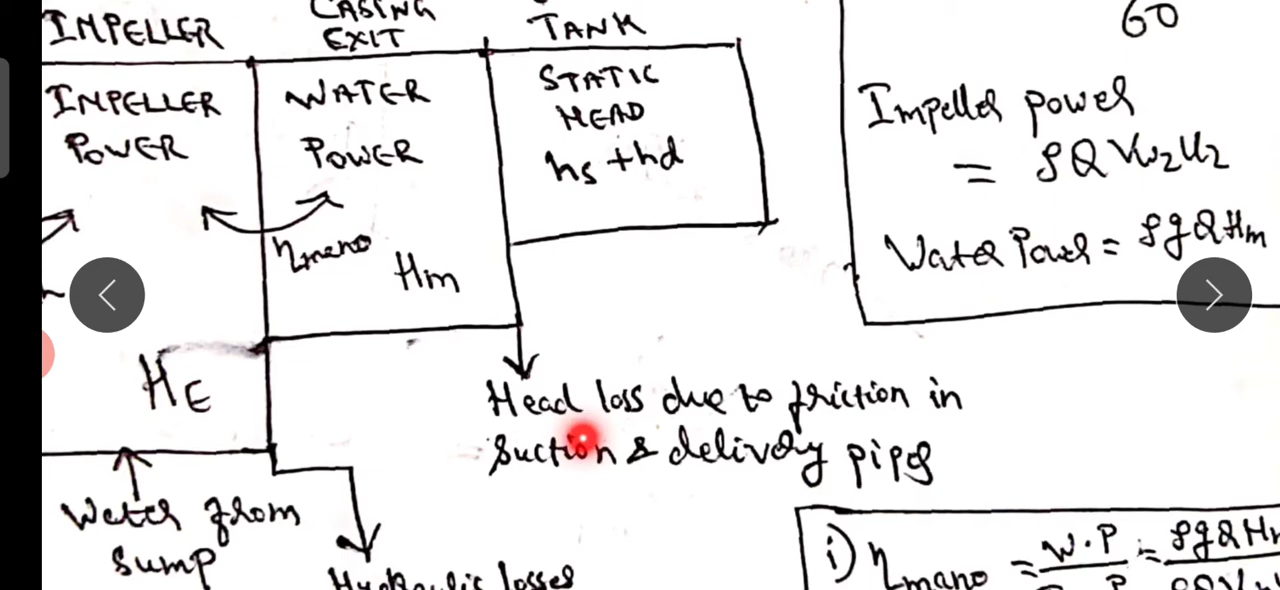 IMPELLER
CASING
EXIT
TANK
IMPELLER
POWER
WATER
POWER
STATIC
HEAD
hs + hd
ηmano
Hm
HE
Water from
Sump
Head loss due to friction in
suction & delivery pipes
Hydraulic losses
60
Impeller power
= ρQVw2U2
Water Power = ρgQHm
i) ηmano = W.P = ρgQH